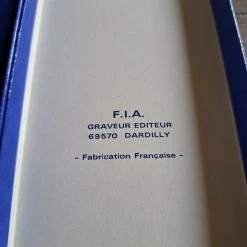 F.I.A.
GRAVEUR EDITEUR
69570 DARDILLY
- Fabrication Française -